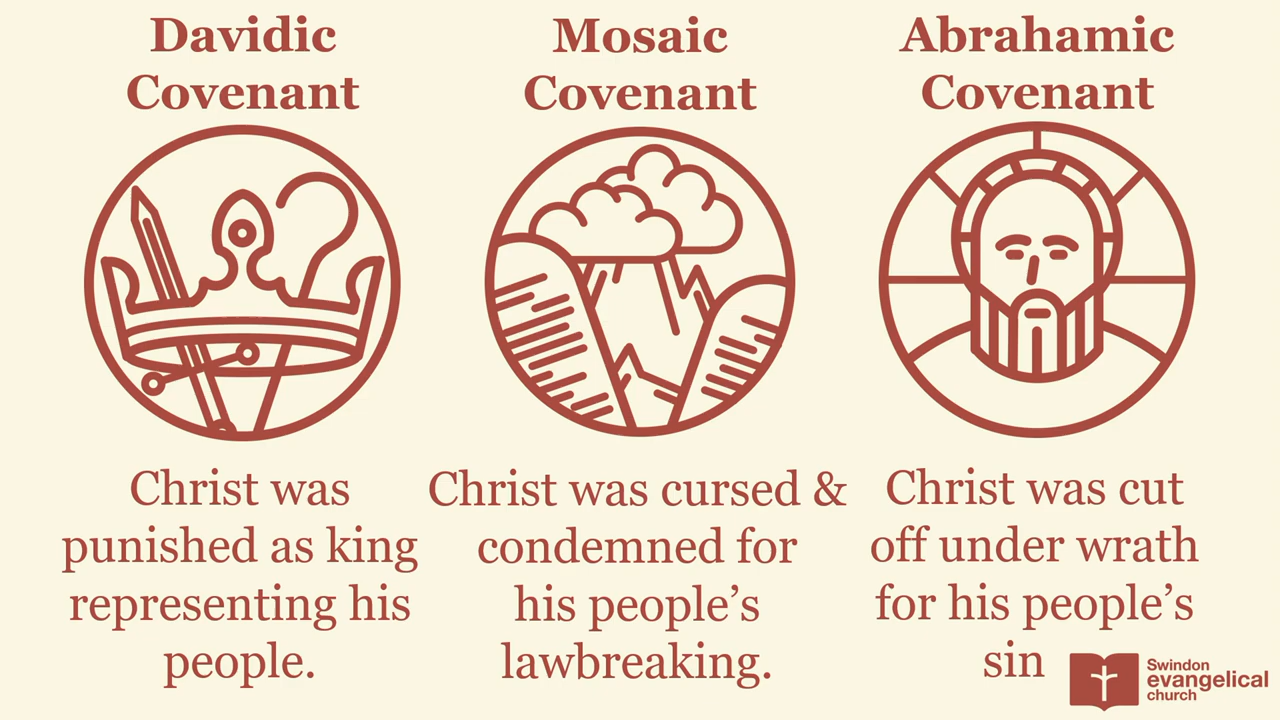 Davidic
Covenant
Christ was
punished as king
representing his
people.
Mosaic
Covenant
Christ was cursed &
condemned for
his people’s
lawbreaking.
Abrahamic
Covenant
Christ was cut
off under wrath
for his people’s
sin
Swindon
evangelical
church